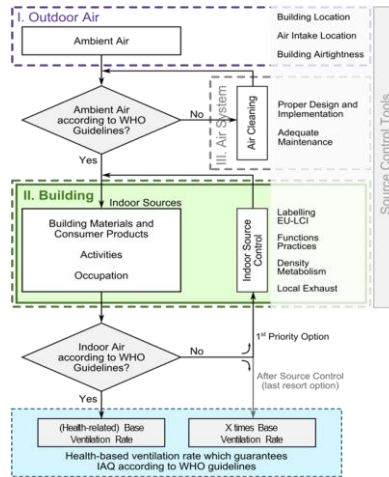 I. Outdoor Air
Ambient Air
Building Location
Air Intake Location
Building Airtightness
Ambient Air
according to WHO
Guidelines?
No
Yes
Air Cleaning
III. Air System
Proper Design and
Implementation
Adequate
Maintenance
Source Control Tools
II. Building
Indoor Sources
Building Materials and
Consumer Products
Activities
Occupation
Indoor Source
Control
Labelling
EU-LCI
Functions
Practices
Density
Metabolism
Local Exhaust
Indoor Air
according to WHO
Guidelines?
No
Yes
1st Priority Option
After Source Control
(last resort option)
(Health-related) Base
Ventilation Rate
X times Base
Ventilation Rate
Health-based ventilation rate which guarantees
IAQ according to WHO guidelines